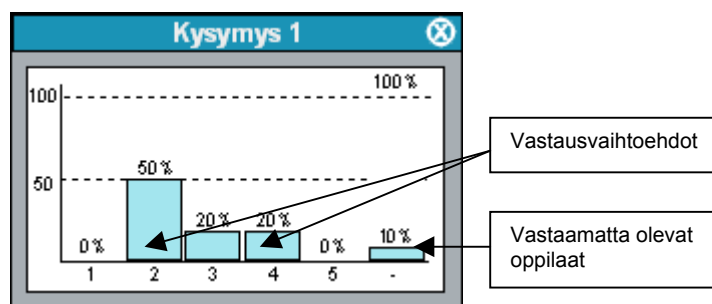 Kysymys 1
100 %
100
50 %
50
20 %
20 %
10 %
0 %
0 %
1 2 3 4 5 -
Vastausvaihtoehdot
Vastaamatta olevat
oppilaat